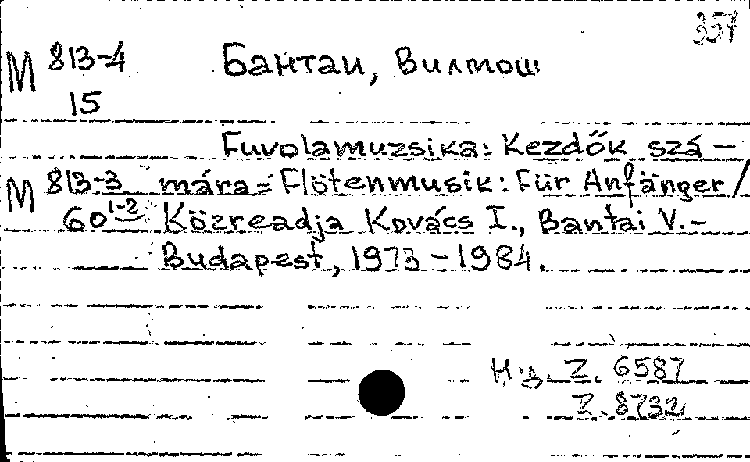 354
М 813-4 Бантаи, Вилмош
15
Fuvolamuzsika: Kezdők szá-
М 813-3 mára = Flötenmusik: Für Anfänger /
60 1-2 Közreadja Kovács I., Bantai V.-
Budapest, 1973-1984.
Н.д. Z. 6587
Z. 8732